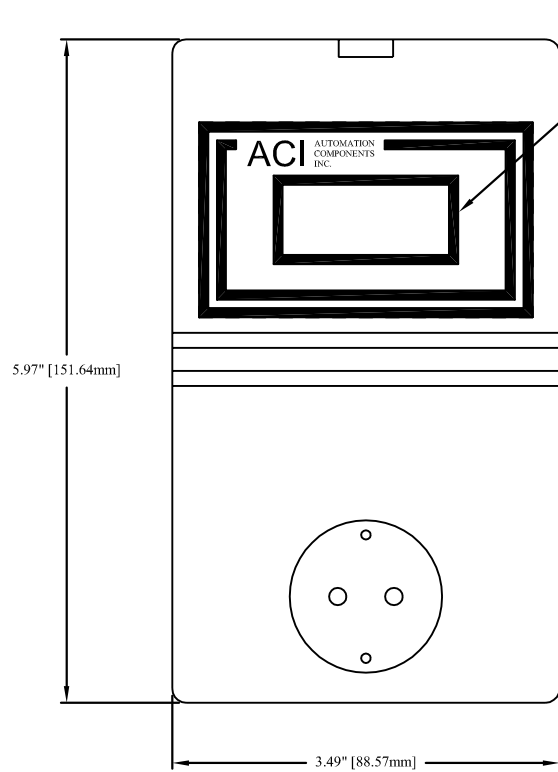 ACI AUTOMATION
COMPONENTS
INC.
5.97" [151.64mm]
3.49" [88.57mm]